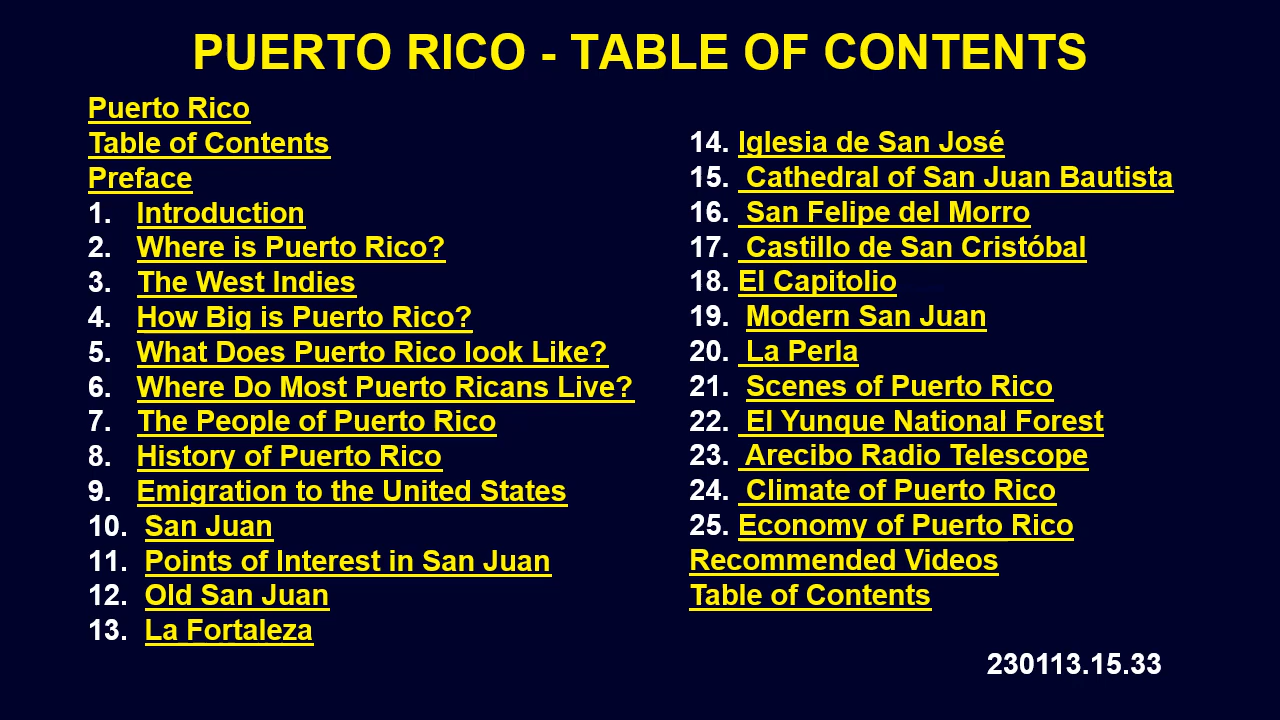 PUERTO RICO - TABLE OF CONTENTS
Puerto Rico
Table of Contents
Preface
1. Introduction
2. Where is Puerto Rico?
3. The West Indies
4. How Big is Puerto Rico?
5. What Does Puerto Rico look Like?
6. Where Do Most Puerto Ricans Live?
7. The People of Puerto Rico
8. History of Puerto Rico
9. Emigration to the United States
10. San Juan
11. Points of Interest in San Juan
12. Old San Juan
13. La Fortaleza
14. Iglesia de San José
15. Cathedral of San Juan Bautista
16. San Felipe del Morro
17. Castillo de San Cristóbal
18. El Capitolio
19. Modern San Juan
20. La Perla
21. Scenes of Puerto Rico
22. El Yunque National Forest
23. Arecibo Radio Telescope
24. Climate of Puerto Rico
25. Economy of Puerto Rico
Recommended Videos
Table of Contents
230113.15.33